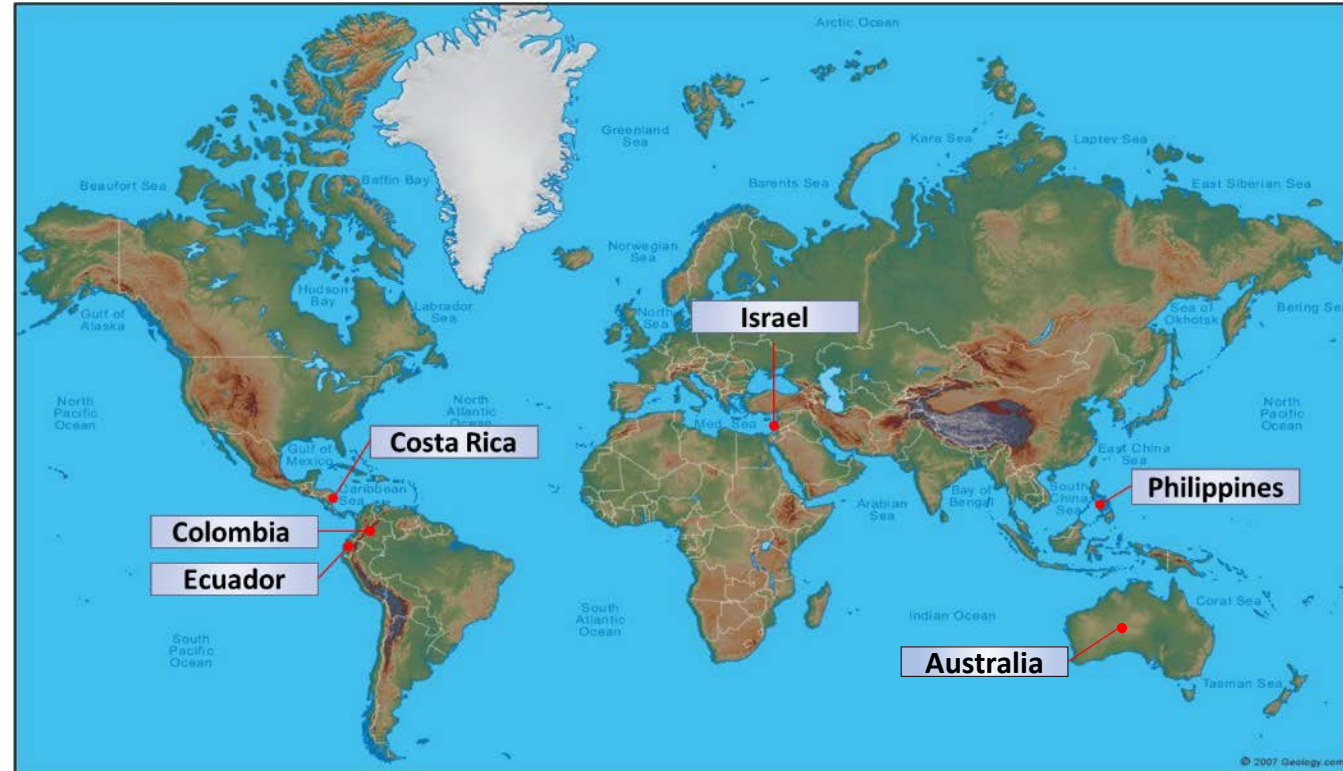 Arctic Ocean
Greenland
Sea
Kara Sea
Laptev Sea
Beaufort Sea
Baffin Bay
Barents Sea
East Siberian Sea
Norwegian
Sea
Hudson
Bay
Labrador
Sea
Gulf of
Alaska
North
Sea
Israel
Sea of
Okhotsk
Bering Sea
North
Pacific
Ocean
North
Atlantic
Ocean
Med. Sea
North
Pacific
Ocean
Costa Rica
Gulf of
Mexico
East China
Sea
Caribbean
Sea
Arabian
Sea
Bay of
Bengal
South
China
Sea
Philippines
Colombia
Ecuador
South
Pacific
Ocean
South
Atlantic
Ocean
Indian Ocean
Coral Sea
Australia
Tasman Sea
© 2007 Geology.com